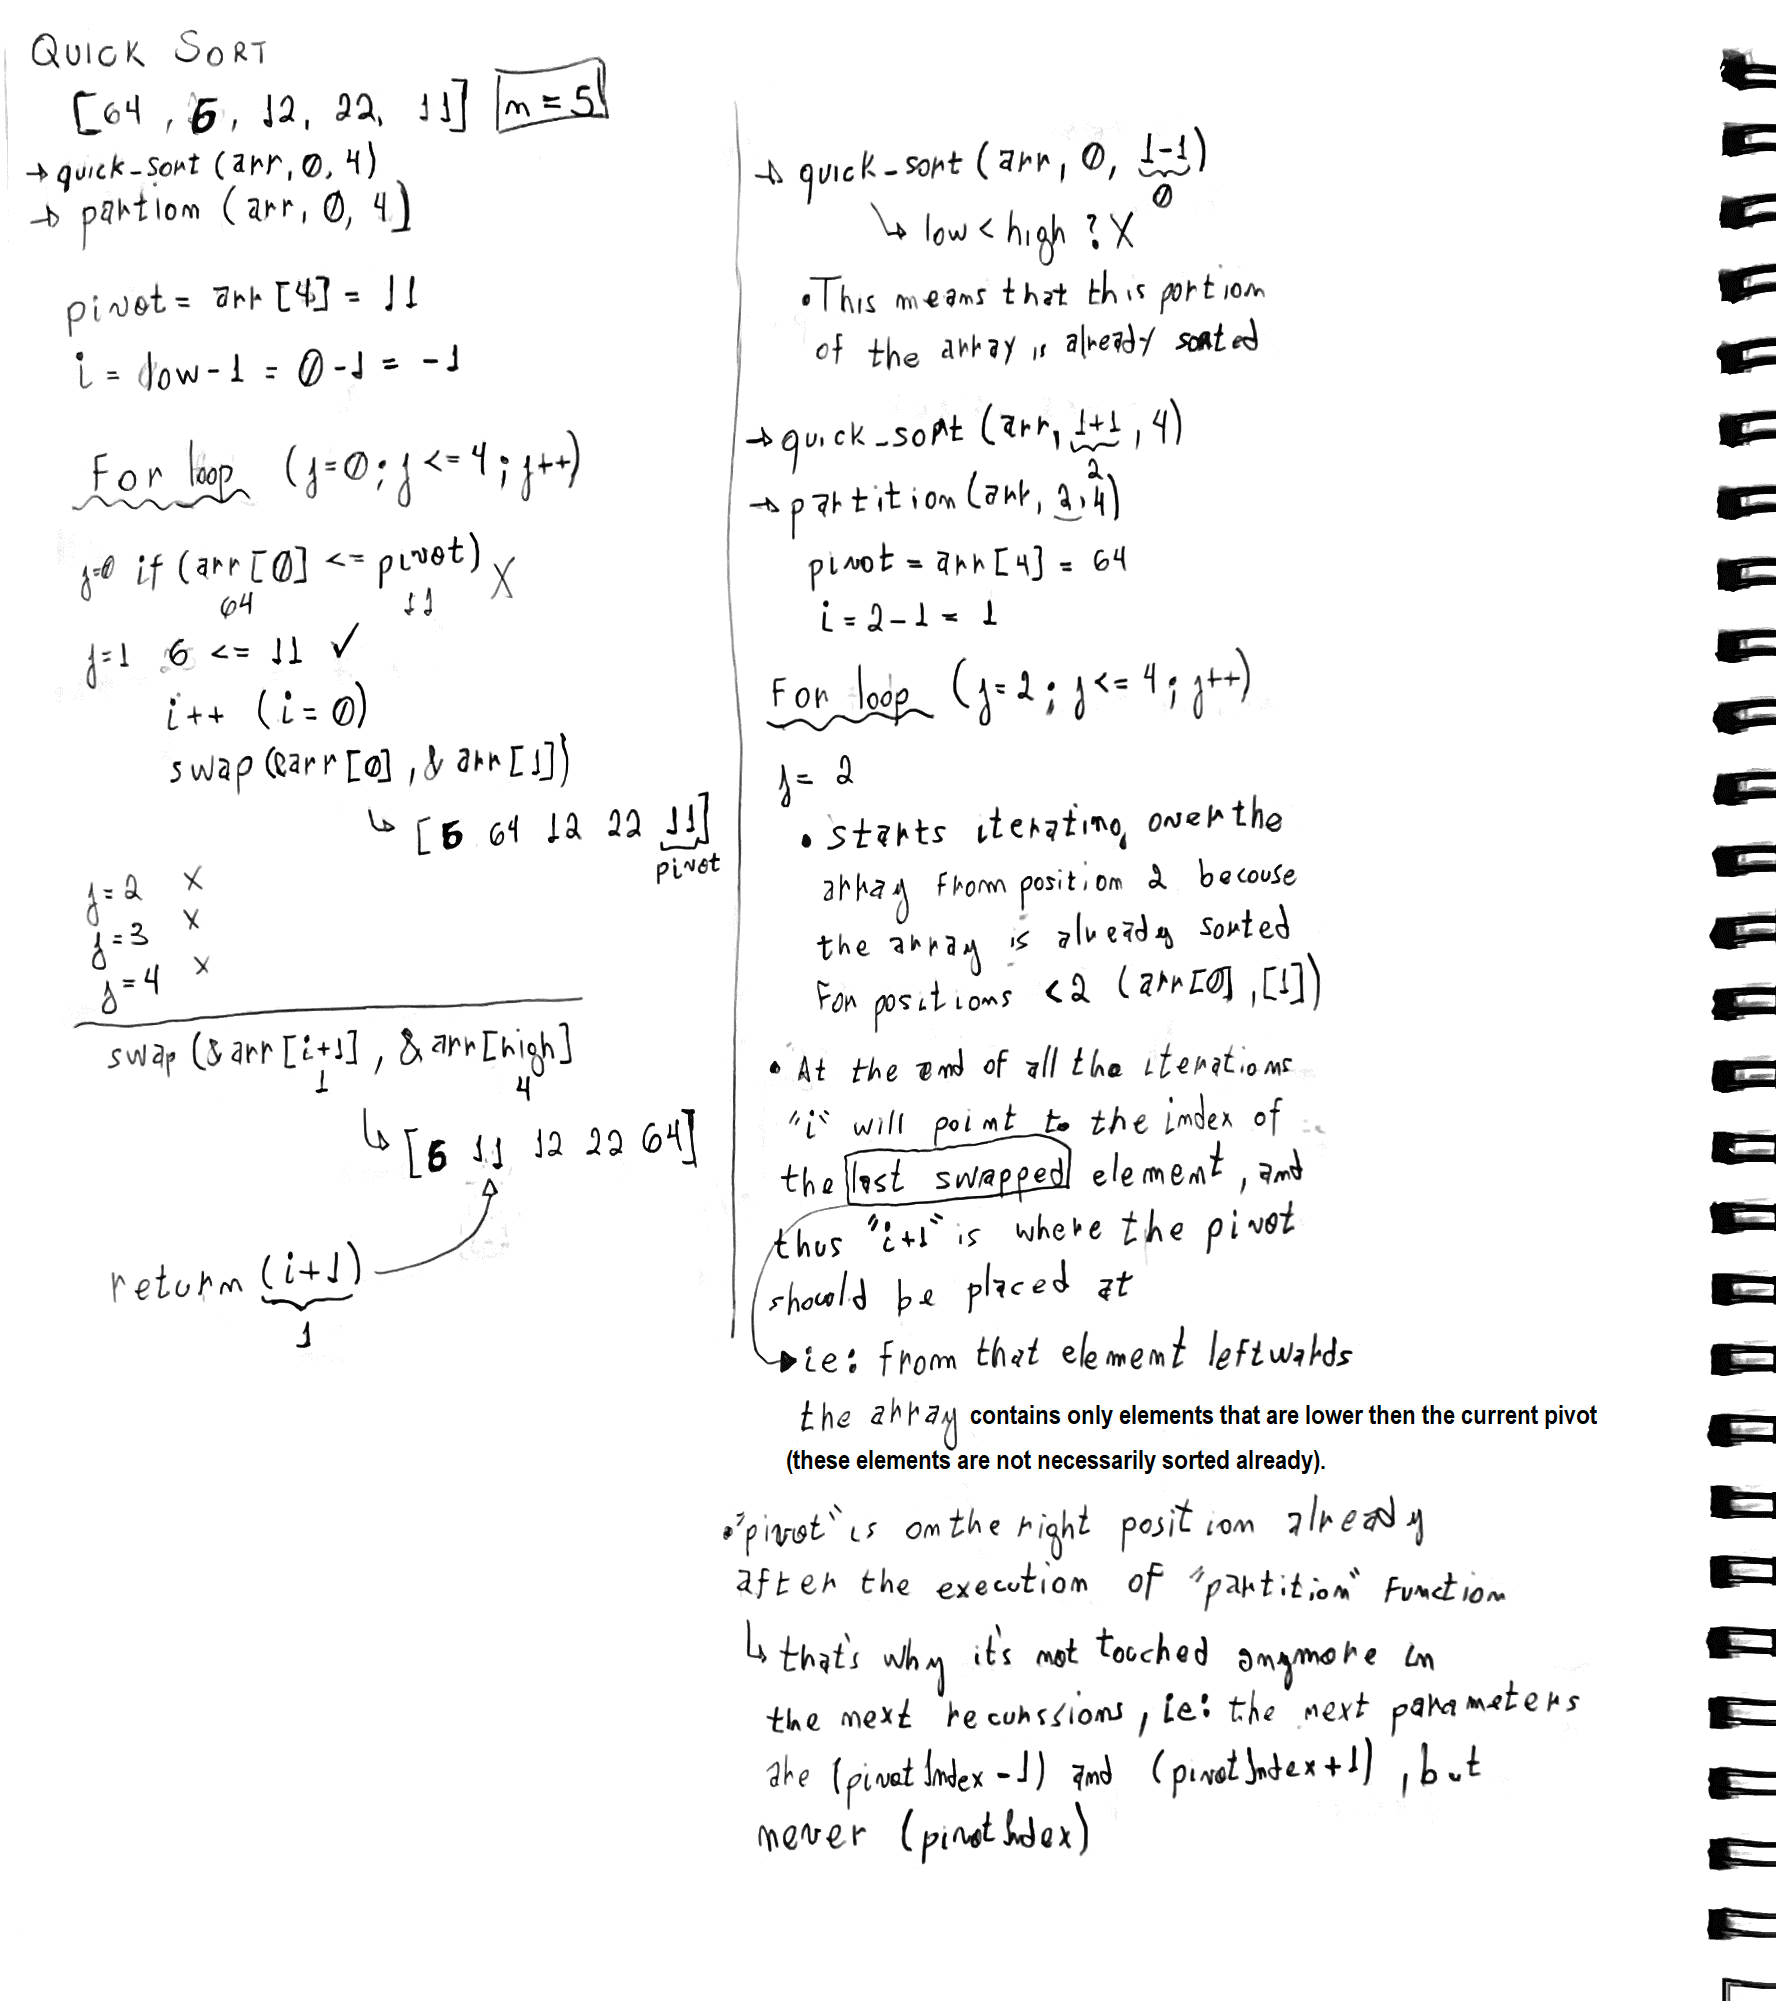 QUICK SORT
[64, 6, 12, 22, 11] n = 5
→ quick-sort (arr, 0, 4)
→ partion (arr, 0, 4]
pivot = arr [4] = 11
i = low-1 = 0-1 = -1
For loop (j=0; j<=4; j++)
j=0 if (arr[0] <= pivot) X
64 11
j=1 6 <= 11 ✓
i++ (i=0)
swap (&arr[0], & arr[1])
↳ [6 64 12 22 11]
pivot
j=2 X
j=3 X
j=4 X
swap (&arr[i+1], &arr[high]
1 4
↳ [6 11 12 22 64]
return (i+1)
1
→ quick-sort (arr, 0, 1-1)
0
↳ low < high ? X
• This means that this portion
of the array is already sorted
→ quick-sort (arr, 1+1, 4)
2
→ partition (arr, 2, 4)
pivot = arr[4] = 64
i = 2-1 = 1
For loop (j=2; j<=4; j++)
j= 2
• starts iterating over the
array from position 2 becouse
the array is already sorted
for positions <2 (arr[0], [1])
• At the end of all the iterations
"i" will point to the index of
the last swapped element, and
thus "i+1" is where the pivot
should be placed at
→ ie: from that element leftwards
the array contains only elements that are lower then the current pivot
(these elements are not necessarily sorted already).
• "pivot" is on the right position already
after the execution of "partition" function
↳ that's why it's not touched anymore in
the next recurssions, ie: the next parameters
are (pivotIndex-1) and (pivotIndex+1), but
never (pivotIndex)